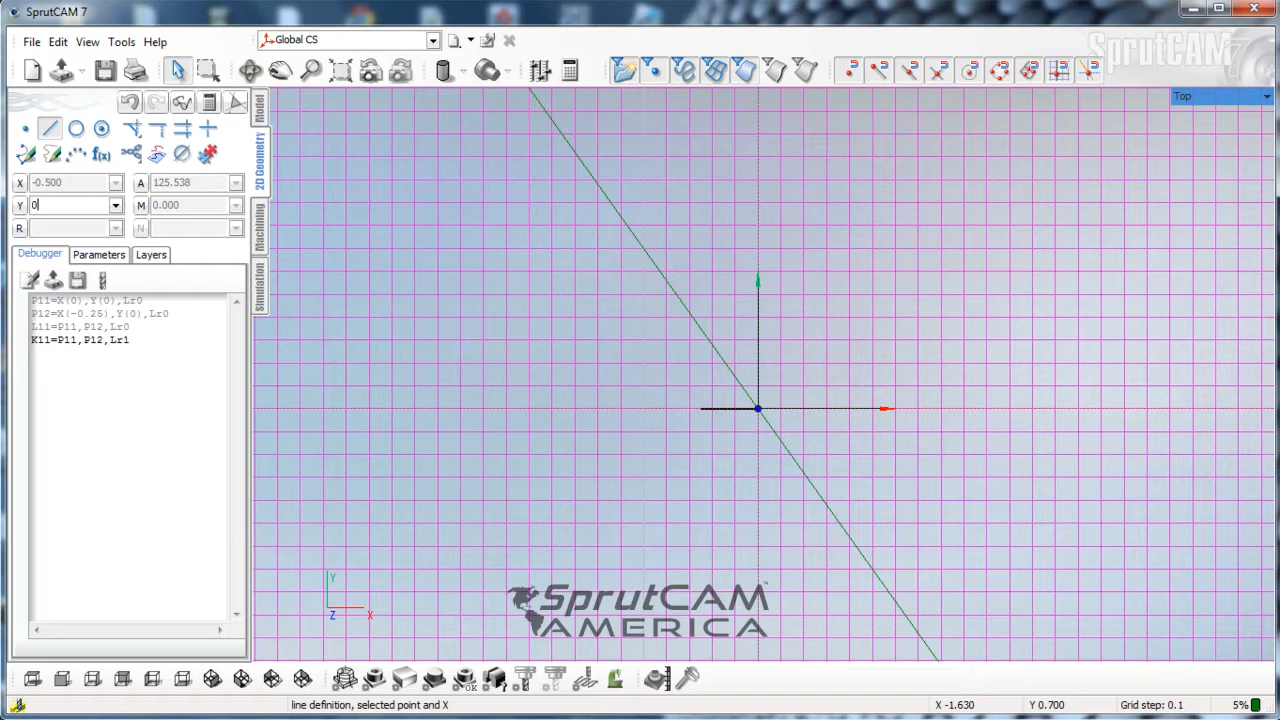 SprutCAM 7
File Edit View Tools Help
Global CS
SprutCAM
Top
Model
2D Geometry
Machining
Simulation
X -0.500 A 125.538
Y 0 M 0.000
R N
Debugger Parameters Layers
P11=X(0),Y(0),Lr0
P12=X(-0.25),Y(0),Lr0
L11=P11,P12,Lr0
K11=P11,P12,Lr1
f(x)
Y
Z X
SprutCAM™
AMERICA
OK
line definition, selected point and X X -1.630 Y 0.700 Grid step: 0.1 5%